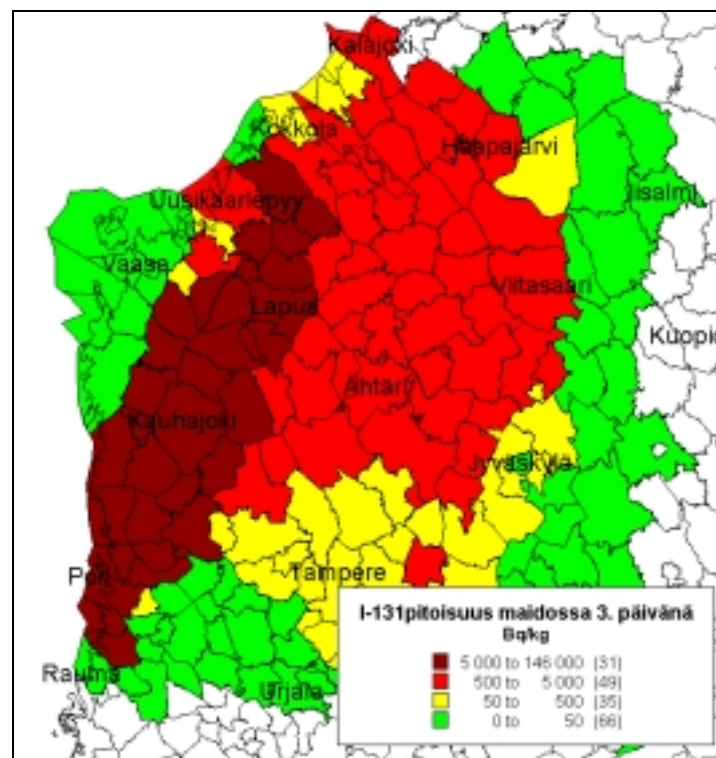 Kalajoki
Kokkola
Haapajärvi
Iisalmi
Uusikaarlepyy
Vaasa
Lapua
Viitasaari
Kuopio
Ähtäri
Kauhajoki
Jyväskylä
Pori
Tampere
Rauma
Urjala
I-131pitoisuus maidossa 3. päivänä
Bq/kg
5 000 to 146 000 (31)
500 to 5 000 (49)
50 to 500 (35)
0 to 50 (66)